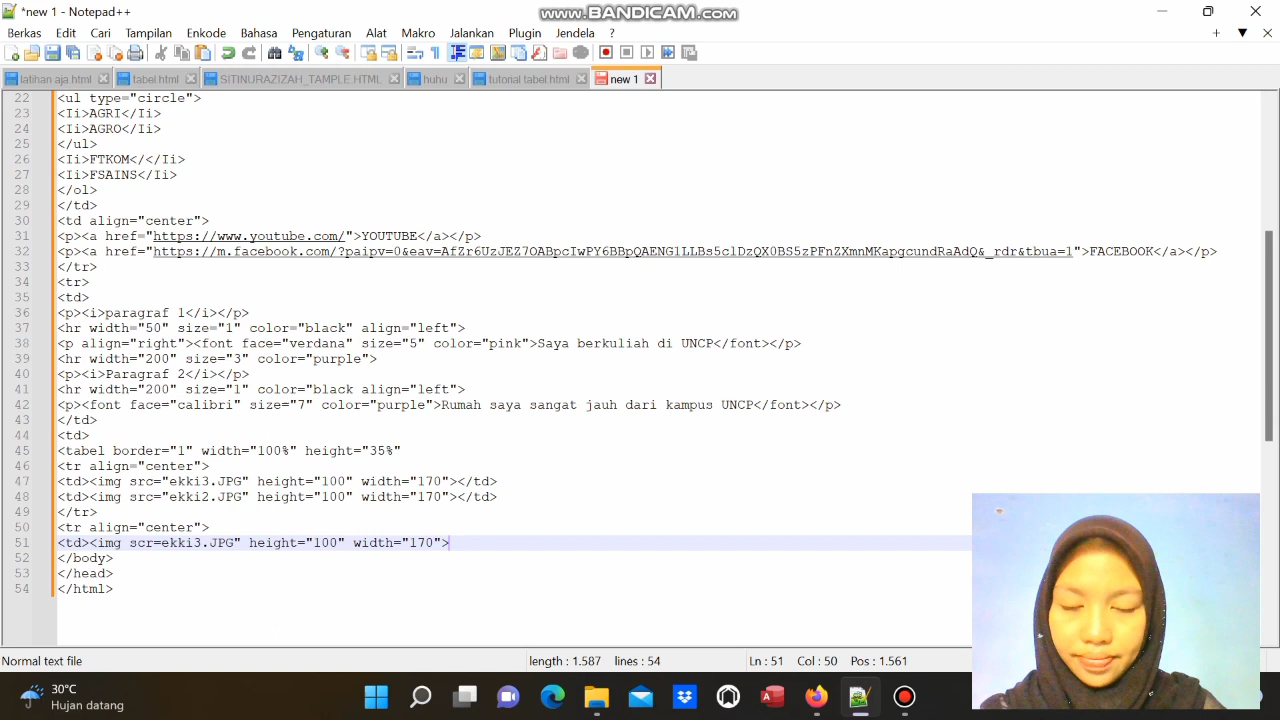 *new 1 - Notepad++
WWW.BANDICAM.COM
Berkas Edit Cari Tampilan Enkode Bahasa Pengaturan Alat Makro Jalankan Plugin Jendela ?
latihan aja html tabel html SITINURAZIZAH_TAMPLE.HTML huhu tutorial tabel html new 1
22 <ul type="circle">
23 <Ii>AGRI</Ii>
24 <Ii>AGRO</Ii>
25 </ul>
26 <Ii>FTKOM</</Ii>
27 <Ii>FSAINS</Ii>
28 </ol>
29 </td>
30 <td align="center">
31 <p><a href="https://www.youtube.com/">YOUTUBE</a></p>
32 <p><a href="https://m.facebook.com/?paipv=0&eav=AfZr6UzJEZ7OABpcIwPY6BBpQAENG1LLBs5clDzQX0BS5zPFnZXmnMKapgcundRaAdQ&_rdr&tbua=1">FACEBOOK</a></p>
33 </tr>
34 <tr>
35 <td>
36 <p><i>paragraf 1</i></p>
37 <hr width="50" size="1" color="black" align="left">
38 <p align="right"><font face="verdana" size="5" color="pink">Saya berkuliah di UNCP</font></p>
39 <hr width="200" size="3" color="purple">
40 <p><i>Paragraf 2</i></p>
41 <hr width="200" size="1" color="black align="left">
42 <p><font face="calibri" size="7" color="purple">Rumah saya sangat jauh dari kampus UNCP</font></p>
43 </td>
44 <td>
45 <tabel border="1" width="100%" height="35%"
46 <tr align="center">
47 <td><img src="ekki3.JPG" height="100" width="170"></td>
48 <td><img src="ekki2.JPG" height="100" width="170"></td>
49 </tr>
50 <tr align="center">
51 <td><img scr=ekki3.JPG" height="100" width="170">
52 </body>
53 </head>
54 </html>
Normal text file length : 1.587 lines : 54 Ln : 51 Col : 50 Pos : 1.561
30°C
Hujan datang